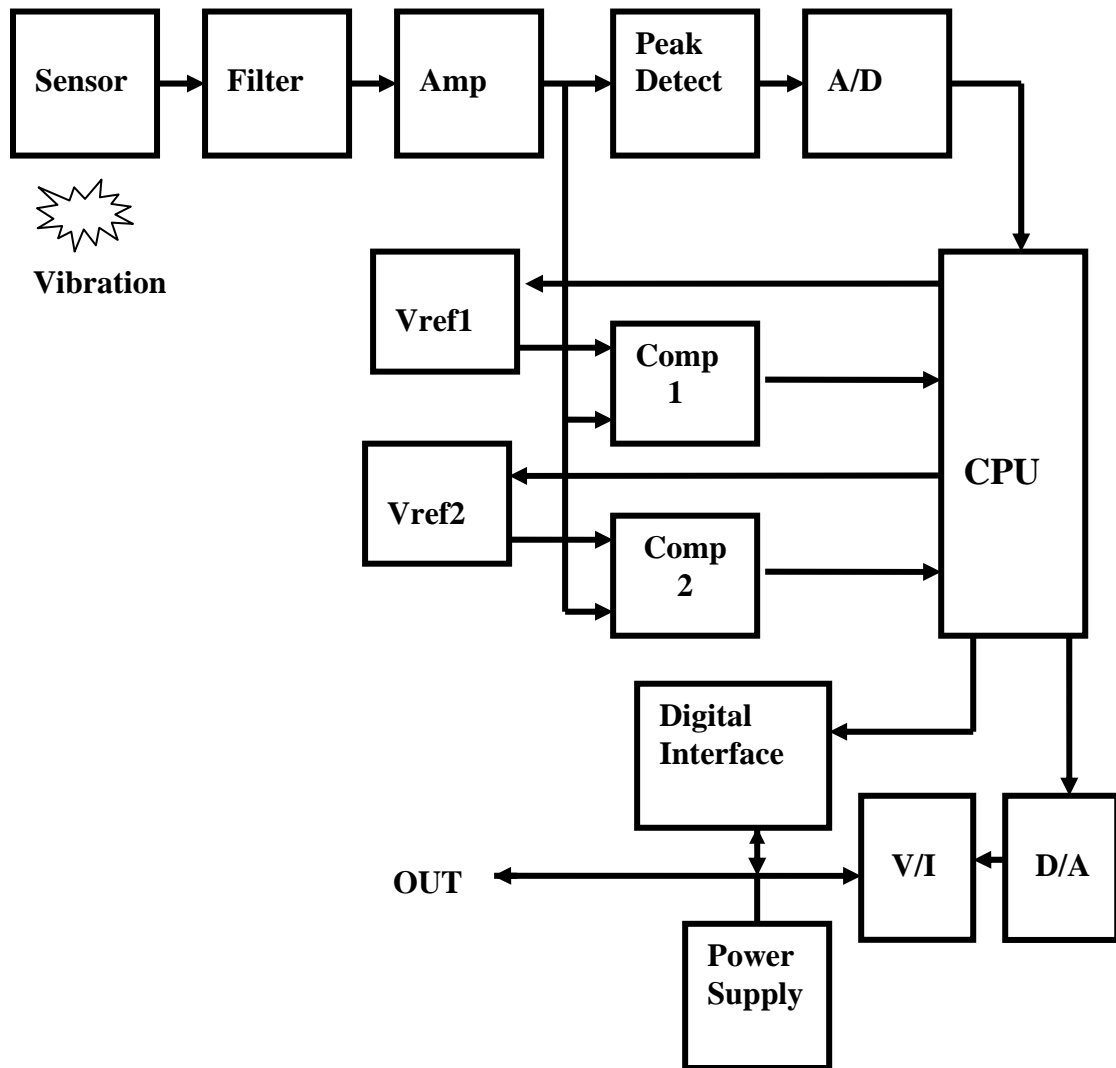 Sensor
Filter
Amp
Peak
Detect
A/D
Vibration
Vref1
Comp
1
CPU
Vref2
Comp
2
Digital
Interface
OUT
V/I
D/A
Power
Supply